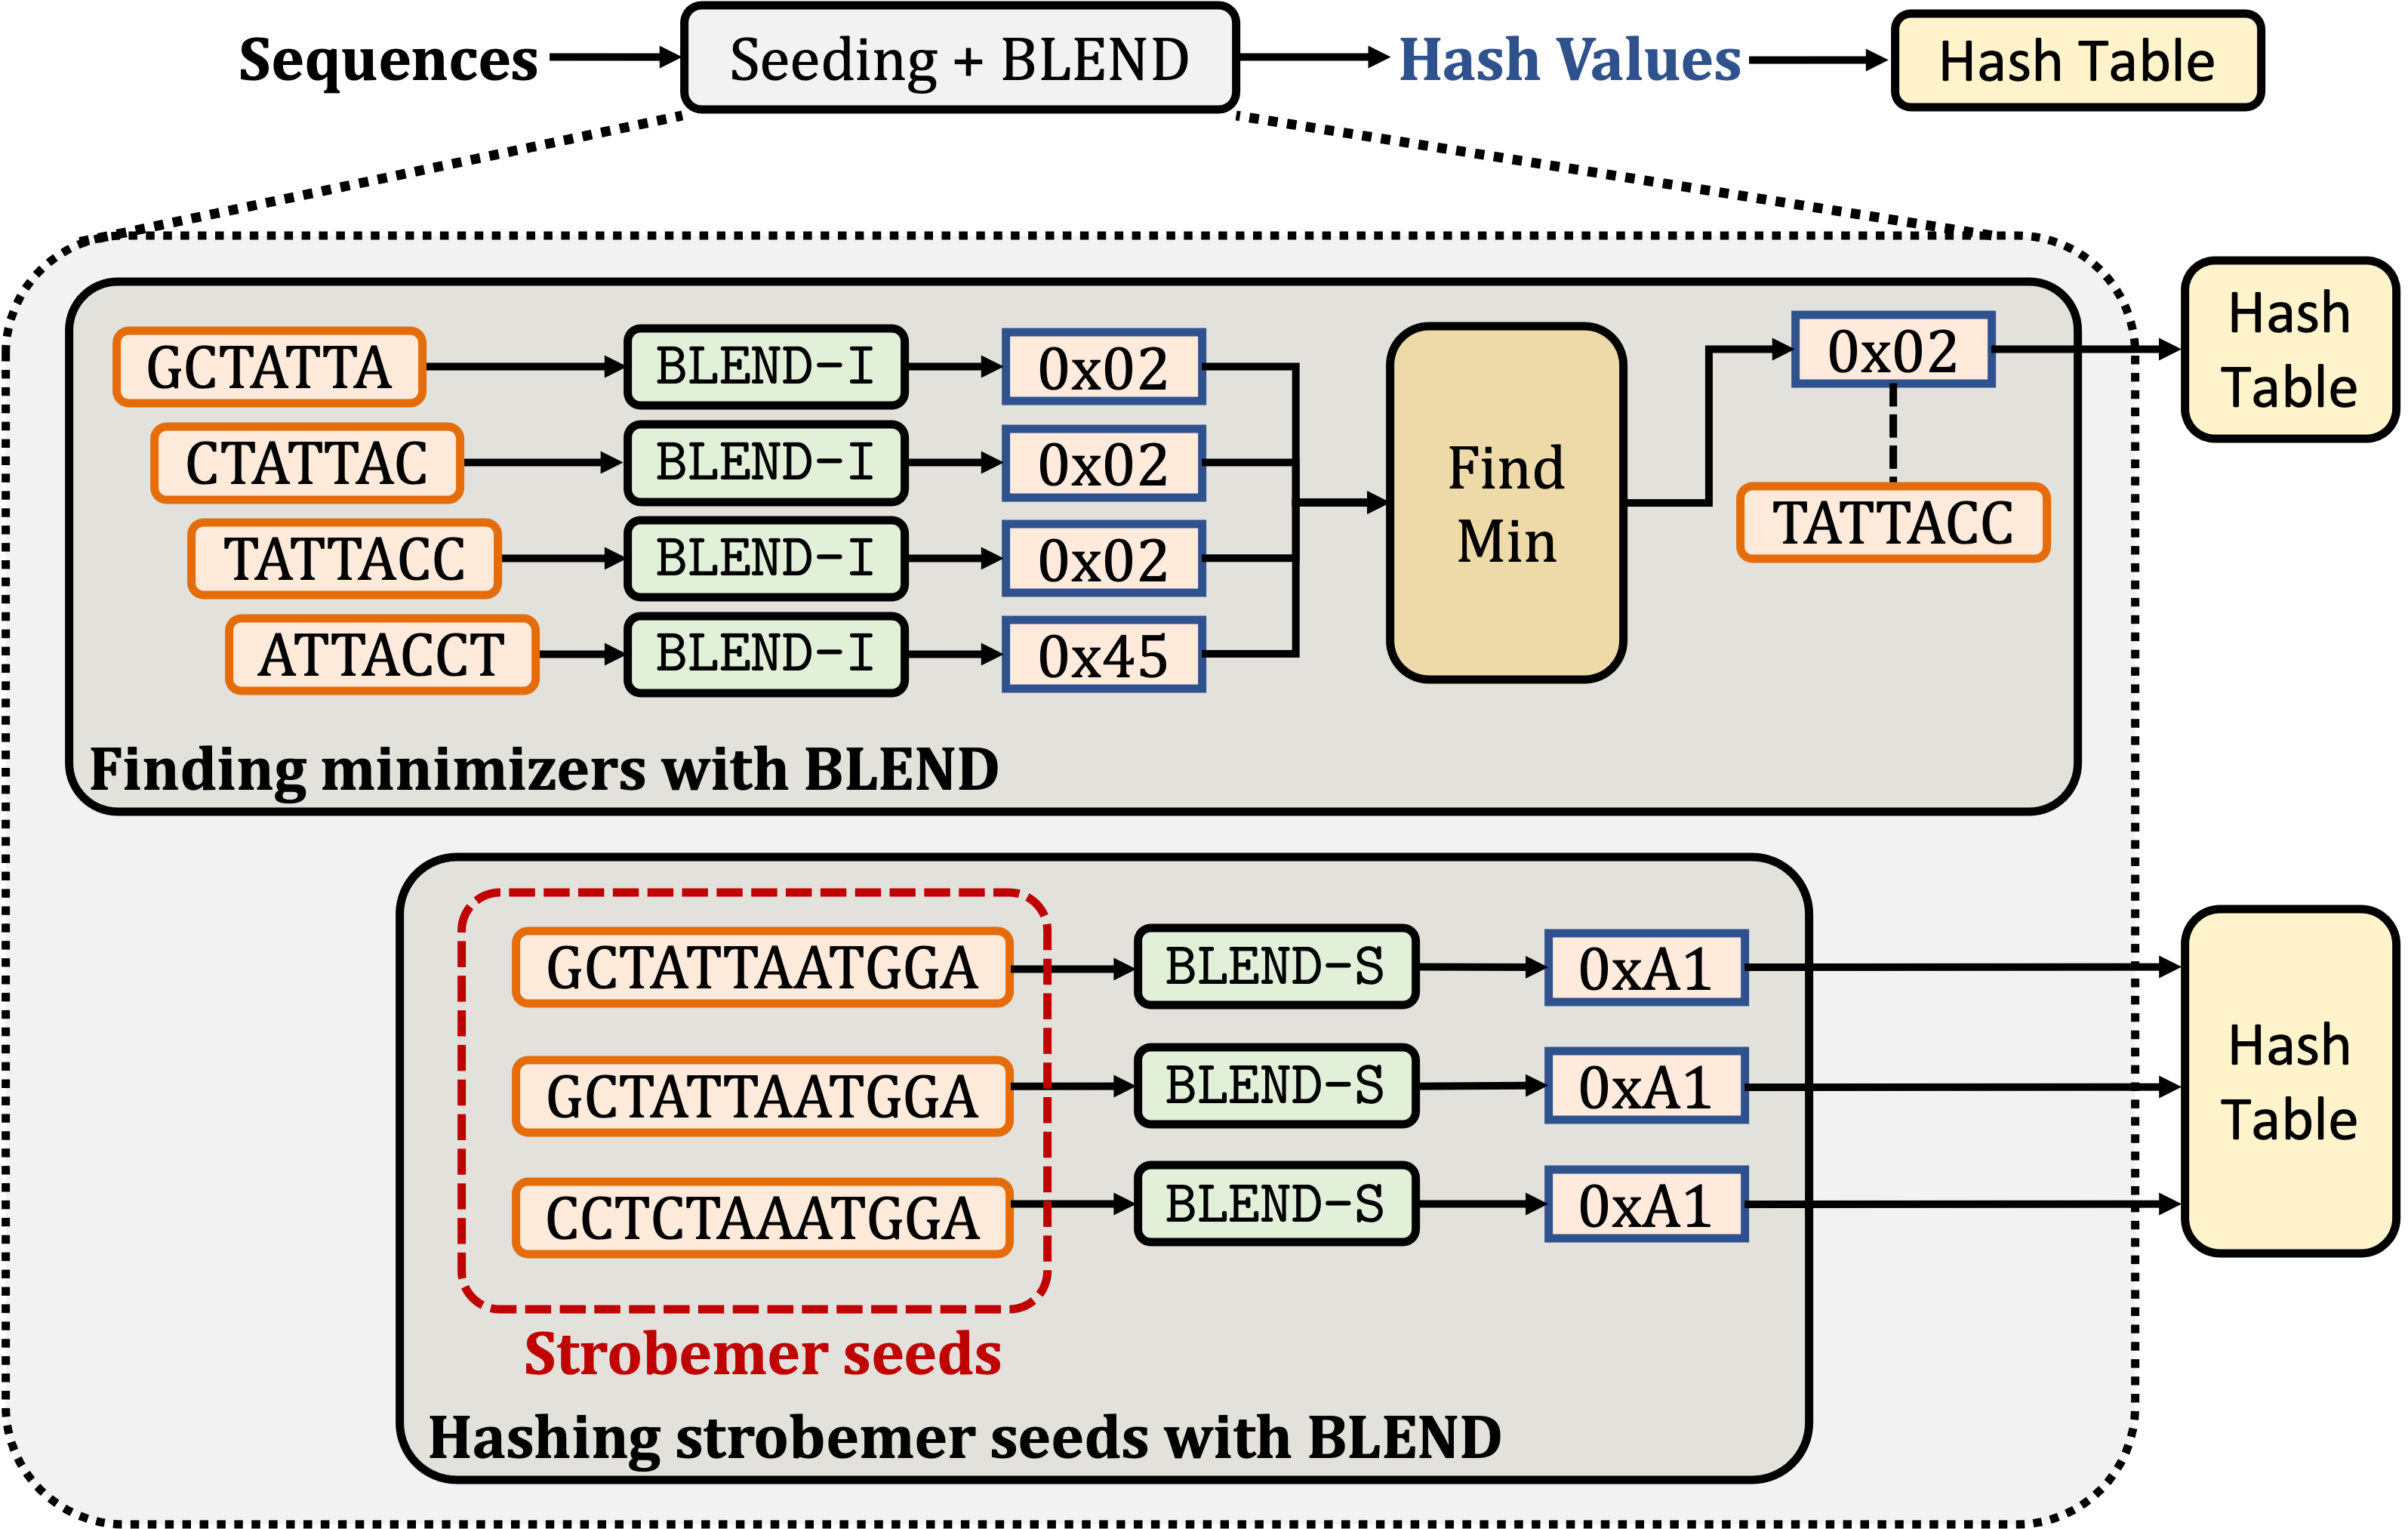 Sequences
Seeding + BLEND
Hash Values
Hash Table
GCTATTA
BLEND-I
0x02
CTATTAC
BLEND-I
0x02
TATTACC
BLEND-I
0x02
ATTACCT
BLEND-I
0x45
Find
Min
0x02
TATTACC
Hash
Table
Finding minimizers with BLEND
GCTATTAATGGA
BLEND-S
0xA1
GCTATTAATGGA
BLEND-S
0xA1
CCTCTAAATGGA
BLEND-S
0xA1
Hash
Table
Strobemer seeds
Hashing strobemer seeds with BLEND